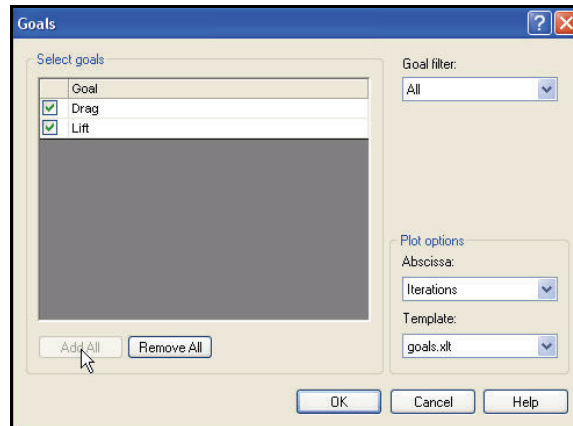 Goals
Select goals
Goal
Drag
Lift
Add All
Remove All
Goal filter:
All
Plot options
Abscissa:
Iterations
Template:
goals.xlt
OK
Cancel
Help